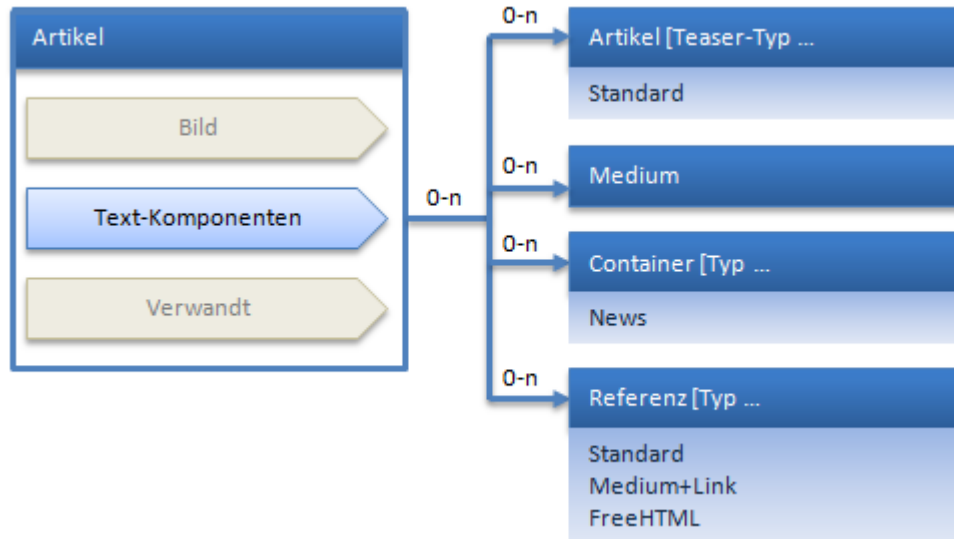 Artikel
Bild
Text-Komponenten
Verwandt
0-n
0-n
Artikel [Teaser-Typ ...
Standard
0-n
Medium
0-n
Container [Typ ...
News
0-n
Referenz [Typ ...
Standard
Medium+Link
FreeHTML